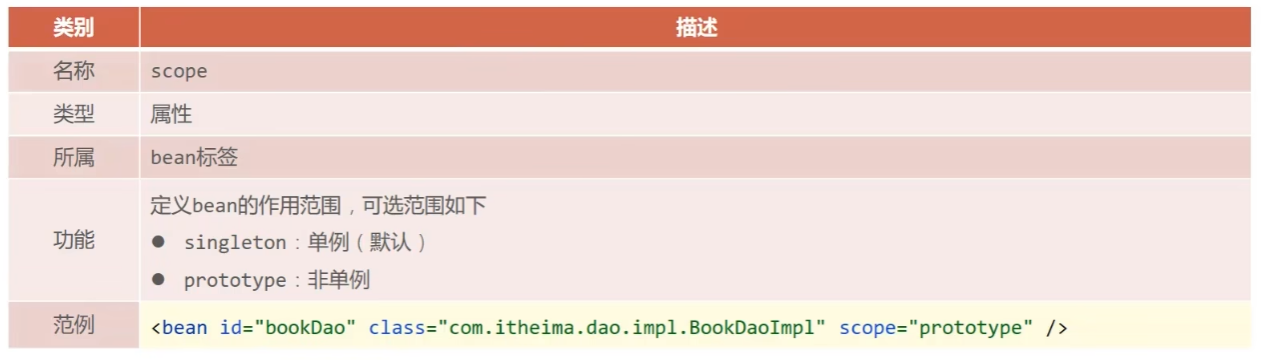 类别 描述
名称 scope
类型 属性
所属 bean标签
功能 定义bean的作用范围，可选范围如下
● singleton：单例（默认）
● prototype：非单例
范例 <bean id="bookDao" class="com.itheima.dao.impl.BookDaoImpl" scope="prototype" />